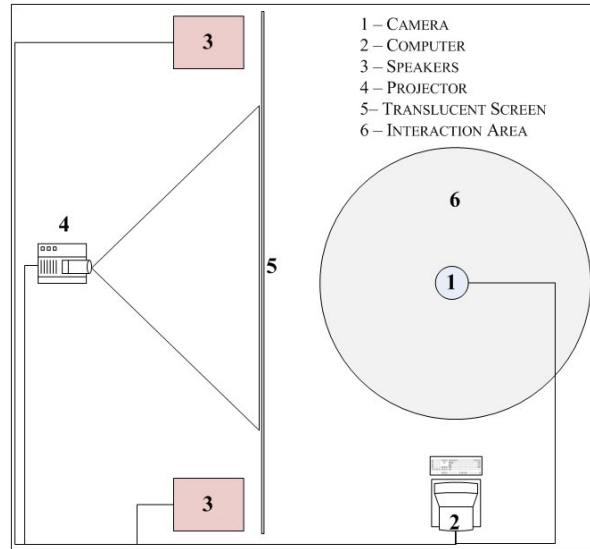 1 – CAMERA
2 – COMPUTER
3 – SPEAKERS
4 – PROJECTOR
5– TRANSLUCENT SCREEN
6 – INTERACTION AREA
3
6
4
5
1
3
2